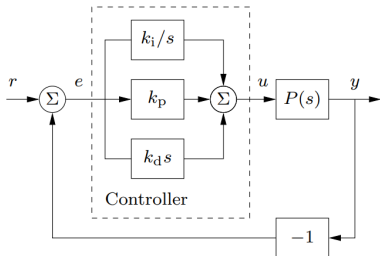 k_i/s
r Σ e k_p Σ u P(s) y
k_d s
Controller
−1